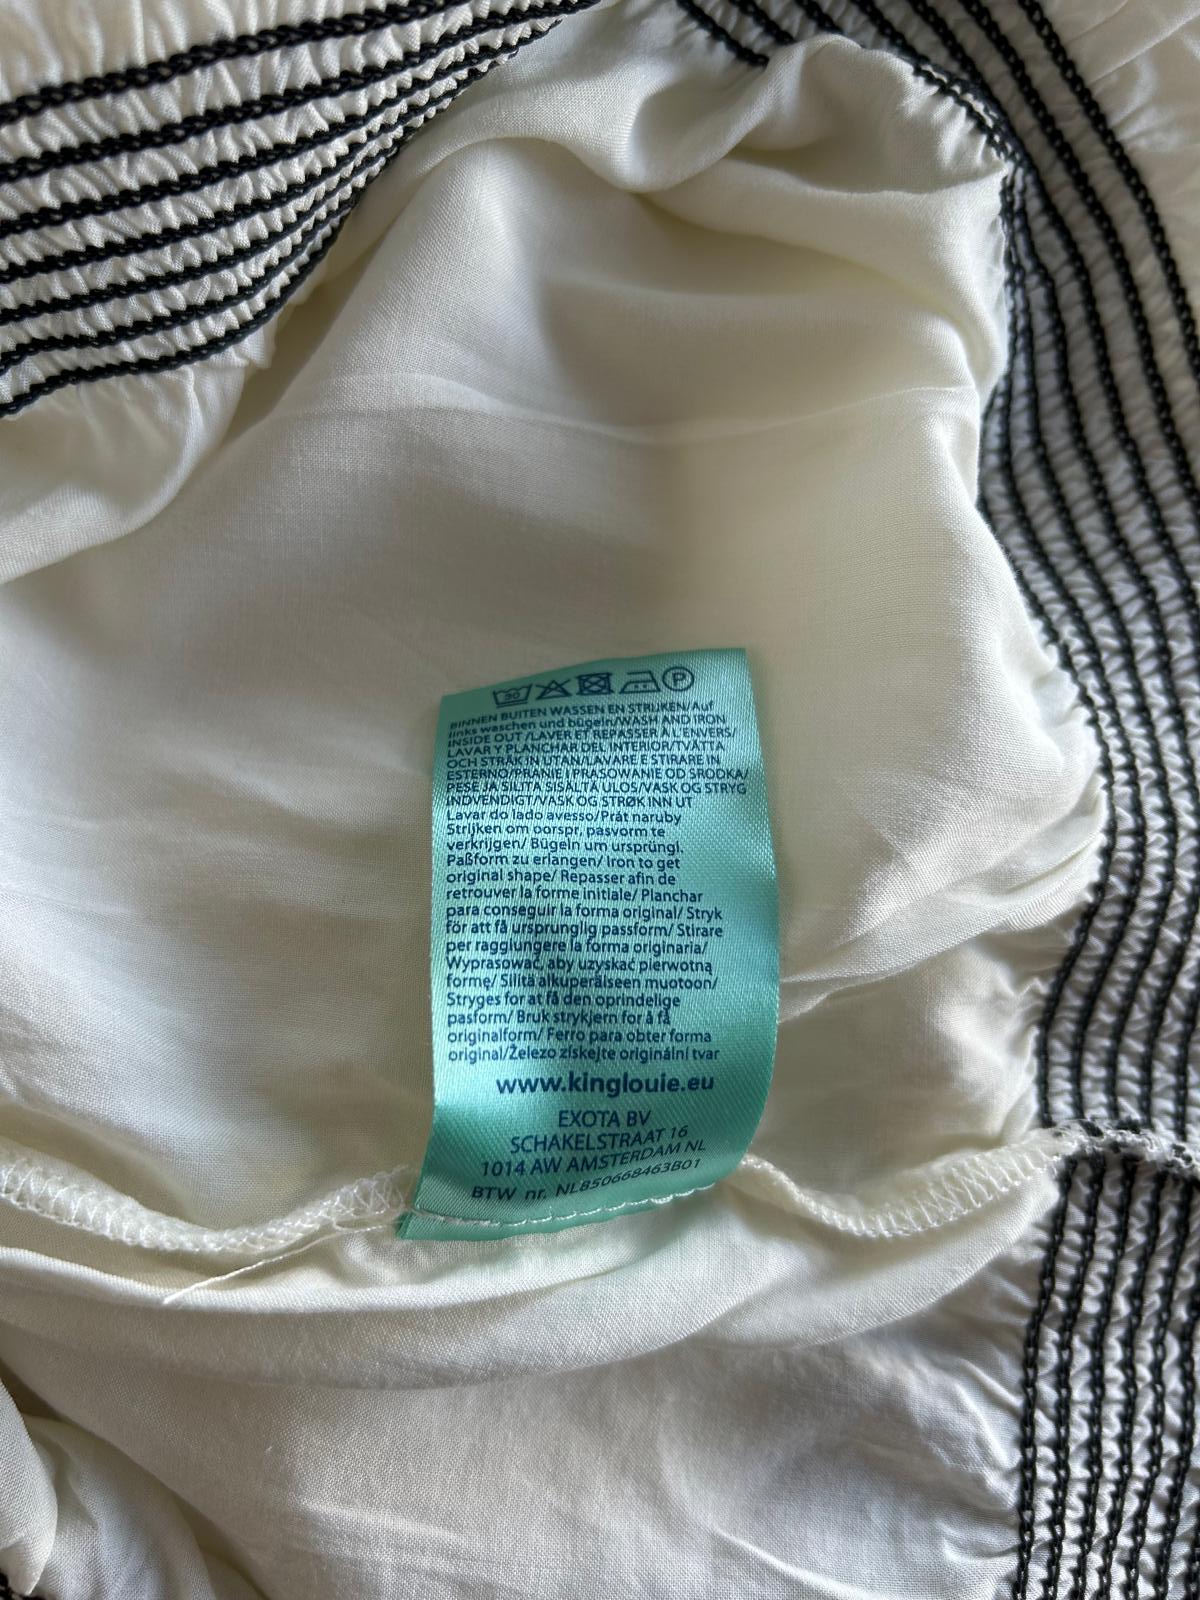 30 P
BINNEN BUITEN WASSEN EN STRIJKEN/Auf
links waschen und bügeln/WASH AND IRON
INSIDE OUT /LAVER ET REPASSER À L'ENVERS/
LAVAR Y PLANCHAR DEL INTERIOR/TVÄTTA
OCH STRÄK IN UTAN/LAVARE E STIRARE IN
ESTERNO/PRANIE I PRASOWANIE OD SRODKA/
PESE JA SILITA SISÄLTÄ ULOS/VASK OG STRYG
INDVENDIGT/VASK OG STRØK INN UT
Lavar do lado avesso/Prát naruby
Strijken om oorspr. pasvorm te
verkrijgen/ Bügeln um ursprüngl.
Paßform zu erlangen/ Iron to get
original shape/ Repasser afin de
retrouver la forme initiale/ Planchar
para conseguir la forma original/ Stryk
för att få ursprunglig passform/ Stirare
per raggiungere la forma originaria/
Wyprasować, aby uzyskać pierwotną
formę/ Silitä alkuperäiseen muotoon/
Stryges for at få den oprindelige
pasform/ Bruk strykjern for å få
originalform/ Ferro para obter forma
original/Železo získejte originální tvar
www.kinglouie.eu
EXOTA BV
SCHAKELSTRAAT 16
1014 AW AMSTERDAM NL
BTW nr. NL850668463B01